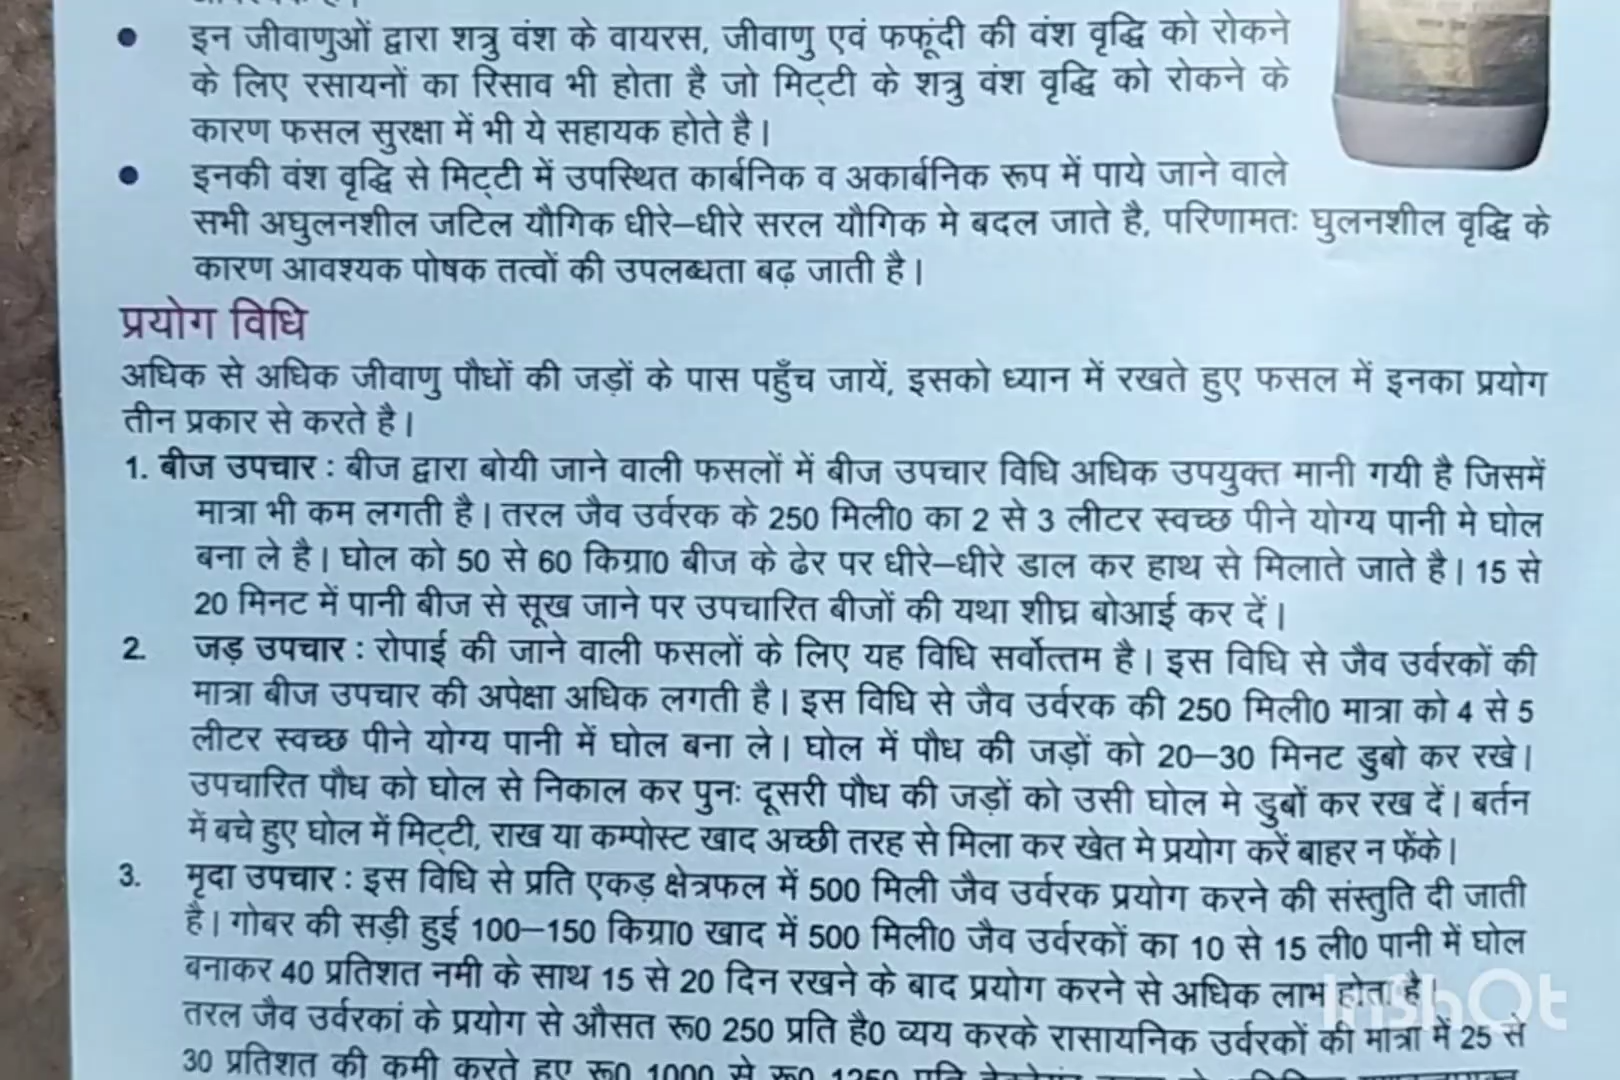 इन जीवाणुओं द्वारा शत्रु वंश के वायरस, जीवाणु एवं फफूंदी की वंश वृद्धि को रोकने
के लिए रसायनों का रिसाव भी होता है जो मिट्टी के शत्रु वंश वृद्धि को रोकने के
कारण फसल सुरक्षा में भी ये सहायक होते है।
इनकी वंश वृद्धि से मिट्टी में उपस्थित कार्बनिक व अकार्बनिक रूप में पाये जाने वाले
सभी अघुलनशील जटिल यौगिक धीरे–धीरे सरल यौगिक मे बदल जाते है, परिणामतः घुलनशील वृद्धि के
कारण आवश्यक पोषक तत्वों की उपलब्धता बढ़ जाती है।
प्रयोग विधि
अधिक से अधिक जीवाणु पौधों की जड़ों के पास पहुँच जायें, इसको ध्यान में रखते हुए फसल में इनका प्रयोग
तीन प्रकार से करते है।
1. बीज उपचार : बीज द्वारा बोयी जाने वाली फसलों में बीज उपचार विधि अधिक उपयुक्त मानी गयी है जिसमें
मात्रा भी कम लगती है। तरल जैव उर्वरक के 250 मिली0 का 2 से 3 लीटर स्वच्छ पीने योग्य पानी मे घोल
बना ले है। घोल को 50 से 60 किग्रा0 बीज के ढेर पर धीरे–धीरे डाल कर हाथ से मिलाते जाते है। 15 से
20 मिनट में पानी बीज से सूख जाने पर उपचारित बीजों की यथा शीघ्र बोआई कर दें।
2. जड़ उपचार : रोपाई की जाने वाली फसलों के लिए यह विधि सर्वोत्तम है। इस विधि से जैव उर्वरकों की
मात्रा बीज उपचार की अपेक्षा अधिक लगती है। इस विधि से जैव उर्वरक की 250 मिली0 मात्रा को 4 से 5
लीटर स्वच्छ पीने योग्य पानी में घोल बना ले। घोल में पौध की जड़ों को 20–30 मिनट डुबो कर रखे।
उपचारित पौध को घोल से निकाल कर पुनः दूसरी पौध की जड़ों को उसी घोल मे डुबों कर रख दें। बर्तन
में बचे हुए घोल में मिट्टी, राख या कम्पोस्ट खाद अच्छी तरह से मिला कर खेत मे प्रयोग करें बाहर न फेंके।
3. मृदा उपचार : इस विधि से प्रति एकड़ क्षेत्रफल में 500 मिली जैव उर्वरक प्रयोग करने की संस्तुति दी जाती
है। गोबर की सड़ी हुई 100–150 किग्रा0 खाद में 500 मिली0 जैव उर्वरकों का 10 से 15 ली0 पानी में घोल
बनाकर 40 प्रतिशत नमी के साथ 15 से 20 दिन रखने के बाद प्रयोग करने से अधिक लाभ होता है।
तरल जैव उर्वरकां के प्रयोग से औसत रू0 250 प्रति है0 व्यय करके रासायनिक उर्वरकों की मात्रा में 25 से
30 प्रतिशत की कमी करते हुए रू0 1000 से रू0 1250 प्रति
InShOt